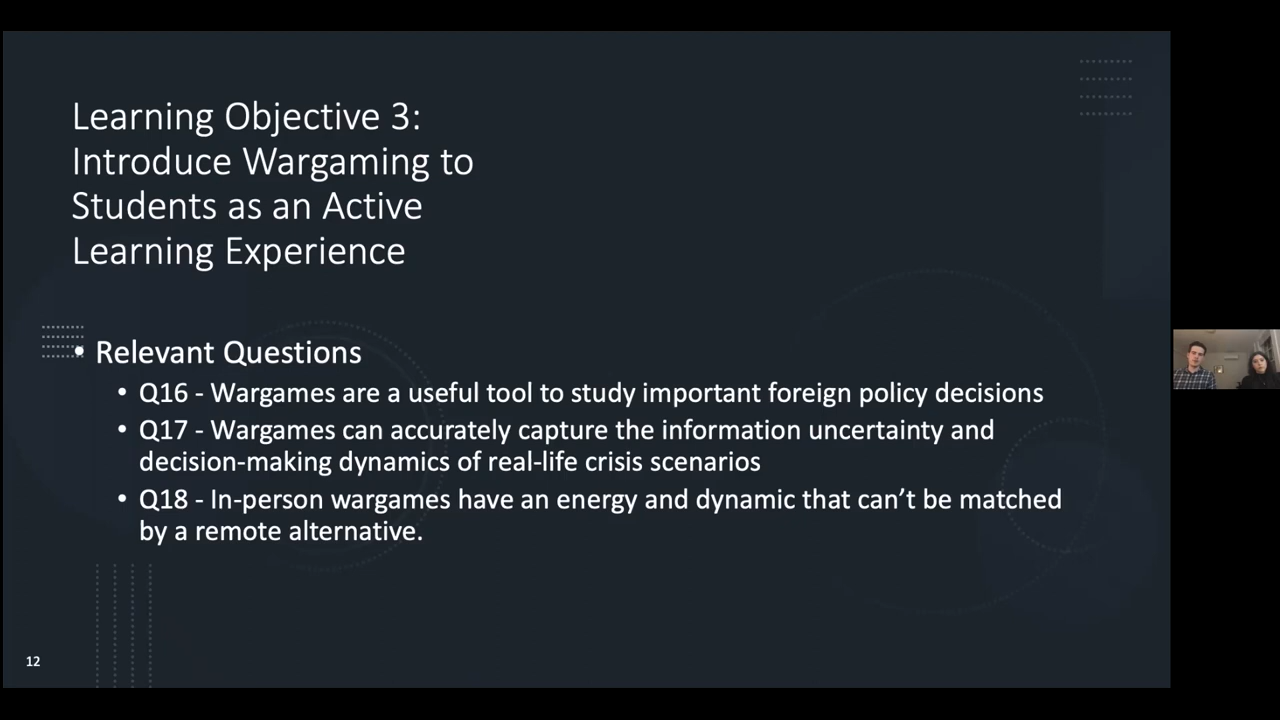 Learning Objective 3:
Introduce Wargaming to
Students as an Active
Learning Experience
• Relevant Questions
• Q16 - Wargames are a useful tool to study important foreign policy decisions
• Q17 - Wargames can accurately capture the information uncertainty and
decision-making dynamics of real-life crisis scenarios
• Q18 - In-person wargames have an energy and dynamic that can’t be matched
by a remote alternative.
12